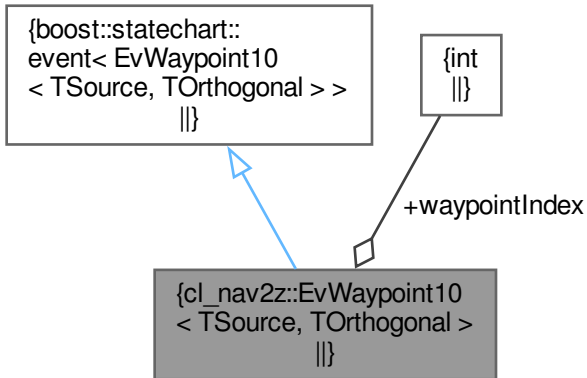 {boost::statechart::
event< EvWaypoint10
< TSource, TOrthogonal > >
||}
{int
||}
+waypointIndex
{cl_nav2z::EvWaypoint10
< TSource, TOrthogonal >
||}